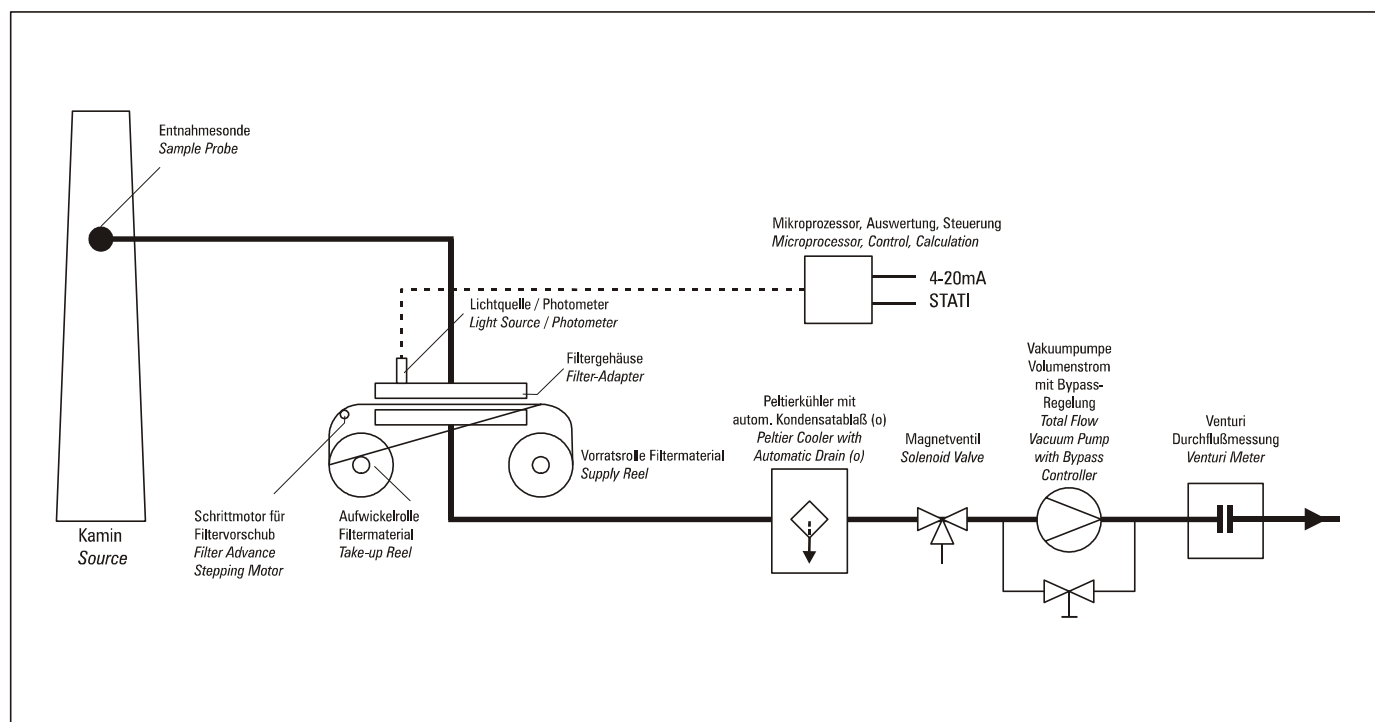 Entnahmesonde
Sample Probe
Mikroprozessor, Auswertung, Steuerung
Microprocessor, Control, Calculation
4-20mA
STATI
Lichtquelle / Photometer
Light Source / Photometer
Filtergehäuse
Filter-Adapter
Vakuumpumpe
Volumenstrom
mit Bypass-
Regelung
Total Flow
Vacuum Pump
with Bypass
Controller
Peltierkühler mit
autom. Kondensatablaß (o)
Peltier Cooler with
Automatic Drain (o)
Magnetventil
Solenoid Valve
Venturi
Durchflußmessung
Venturi Meter
Vorratsrolle Filtermaterial
Supply Reel
Kamin
Source
Schrittmotor für
Filtervorschub
Filter Advance
Stepping Motor
Aufwickelrolle
Filtermaterial
Take-up Reel